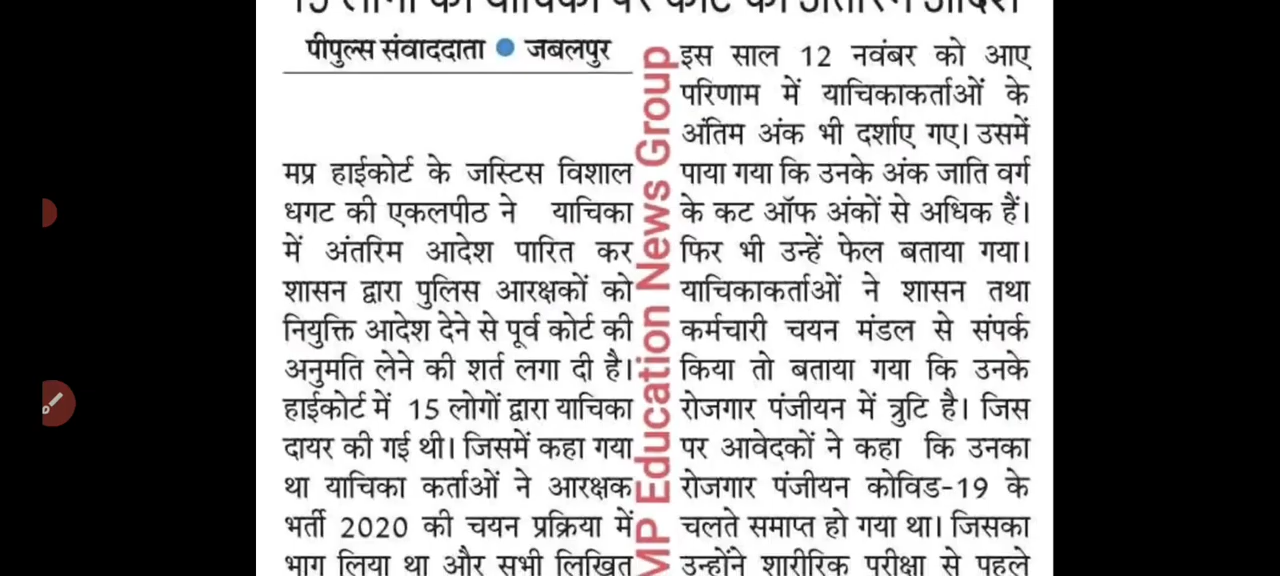 15 लोगों की याचिका पर कोर्ट का अंतरिम आदेश
पीपुल्स संवाददाता ● जबलपुर
मप्र हाईकोर्ट के जस्टिस विशाल
धगट की एकलपीठ ने याचिका
में अंतरिम आदेश पारित कर
शासन द्वारा पुलिस आरक्षकों को
नियुक्ति आदेश देने से पूर्व कोर्ट की
अनुमति लेने की शर्त लगा दी है।
हाईकोर्ट में 15 लोगों द्वारा याचिका
दायर की गई थी। जिसमें कहा गया
था याचिका कर्ताओं ने आरक्षक
भर्ती 2020 की चयन प्रक्रिया में
भाग लिया था और सभी लिखित
MP Education News Group
इस साल 12 नवंबर को आए
परिणाम में याचिकाकर्ताओं के
अंतिम अंक भी दर्शाए गए। उसमें
पाया गया कि उनके अंक जाति वर्ग
के कट ऑफ अंकों से अधिक हैं।
फिर भी उन्हें फेल बताया गया।
याचिकाकर्ताओं ने शासन तथा
कर्मचारी चयन मंडल से संपर्क
किया तो बताया गया कि उनके
रोजगार पंजीयन में त्रुटि है। जिस
पर आवेदकों ने कहा कि उनका
रोजगार पंजीयन कोविड-19 के
चलते समाप्त हो गया था। जिसका
उन्होंने शारीरिक परीक्षा से पहले